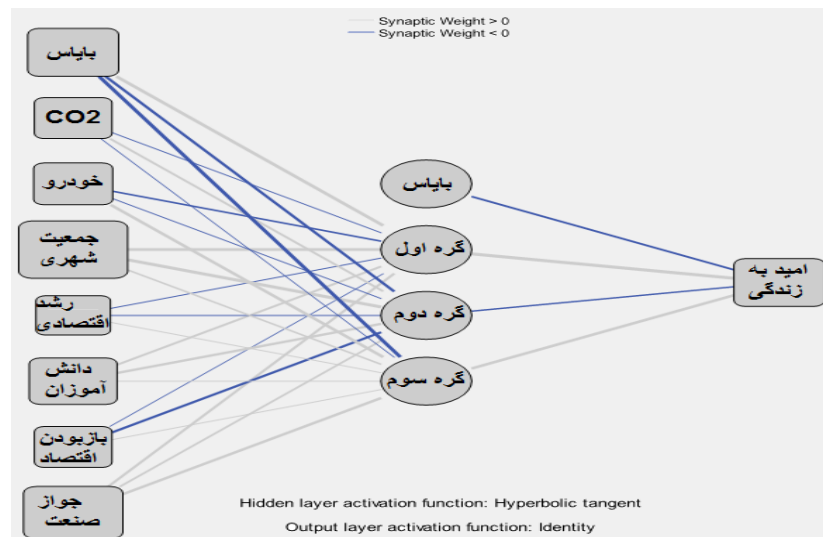 Synaptic Weight > 0
Synaptic Weight < 0
بایاس
CO2
خودرو
جمعیت
شهری
رشد
اقتصادی
دانش
آموزان
بازبودن
اقتصاد
جواز
صنعت
بایاس
گره اول
گره دوم
گره سوم
امید به
زندگی
Hidden layer activation function: Hyperbolic tangent
Output layer activation function: Identity